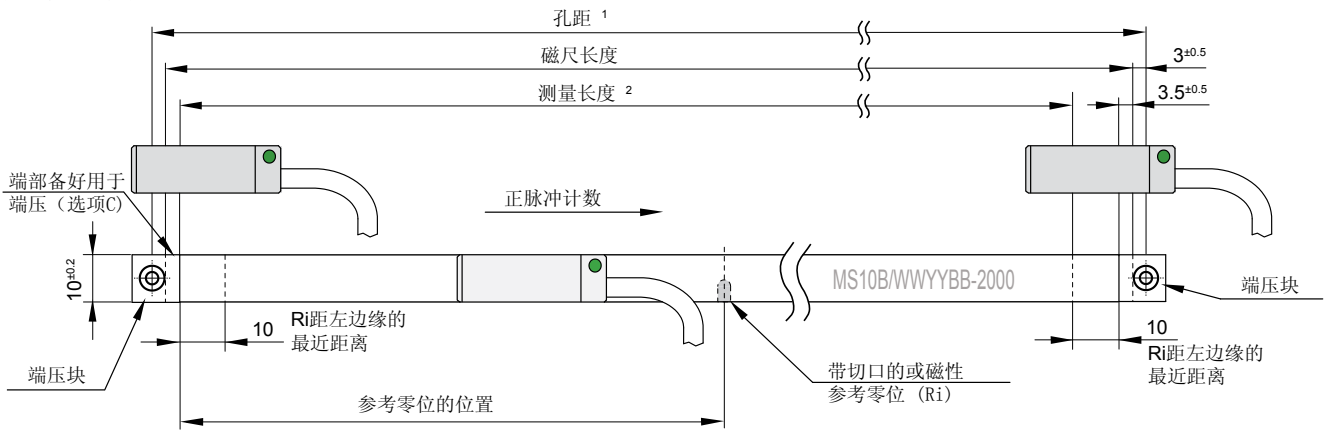 孔距 1
磁尺长度
3±0.5
测量长度 2
3.5±0.5
端部备好用于
端压（选项C)
正脉冲计数
10±0.2
MS10B/WWYYBB-2000
端压块
10
Ri距左边缘的
最近距离
10
Ri距左边缘的
最近距离
端压块
带切口的或磁性
参考零位 (Ri)
参考零位的位置